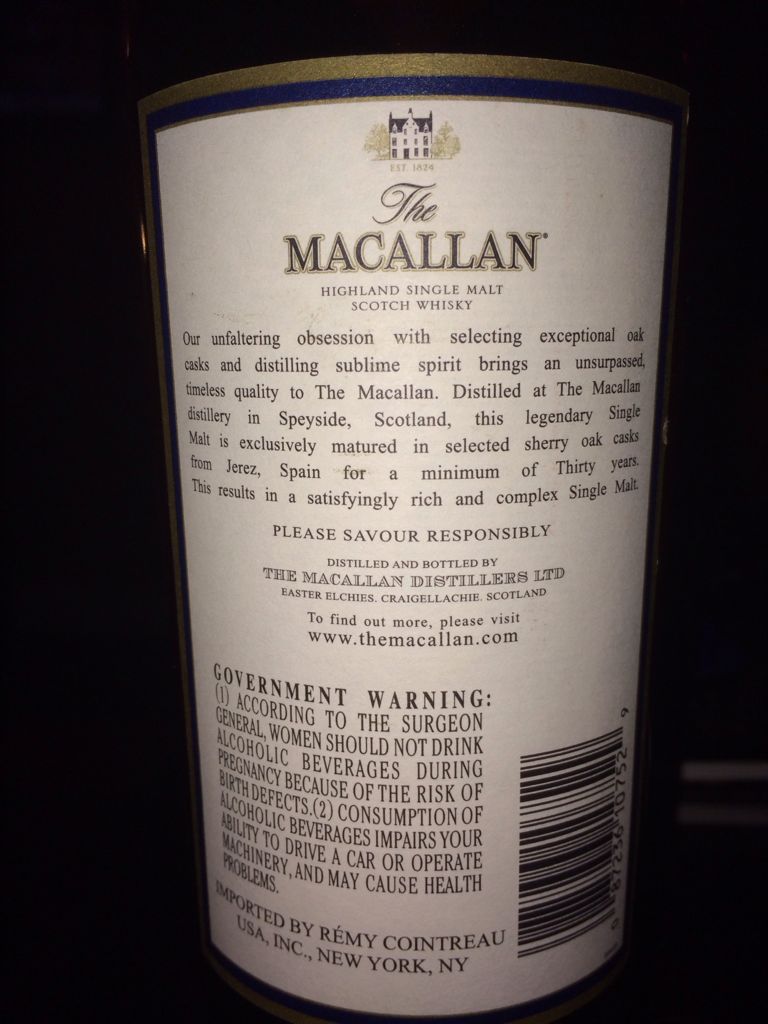 EST. 1824
The
MACALLAN
HIGHLAND SINGLE MALT
SCOTCH WHISKY
Our unfaltering obsession with selecting exceptional oak
casks and distilling sublime spirit brings an unsurpassed,
timeless quality to The Macallan. Distilled at The Macallan
distillery in Speyside, Scotland, this legendary Single
Malt is exclusively matured in selected sherry oak casks
from Jerez, Spain for a minimum of Thirty years.
This results in a satisfyingly rich and complex Single Malt.
PLEASE SAVOUR RESPONSIBLY
DISTILLED AND BOTTLED BY
THE MACALLAN DISTILLERS LTD
EASTER ELCHIES, CRAIGELLACHIE, SCOTLAND
To find out more, please visit
www.themacallan.com
GOVERNMENT WARNING:
(1) ACCORDING TO THE SURGEON
GENERAL, WOMEN SHOULD NOT DRINK
ALCOHOLIC BEVERAGES DURING
PREGNANCY BECAUSE OF THE RISK OF
BIRTH DEFECTS.(2) CONSUMPTION OF
ALCOHOLIC BEVERAGES IMPAIRS YOUR
ABILITY TO DRIVE A CAR OR OPERATE
MACHINERY, AND MAY CAUSE HEALTH
PROBLEMS.
IMPORTED BY RÉMY COINTREAU
USA, INC., NEW YORK, NY
0 87236 10752 9